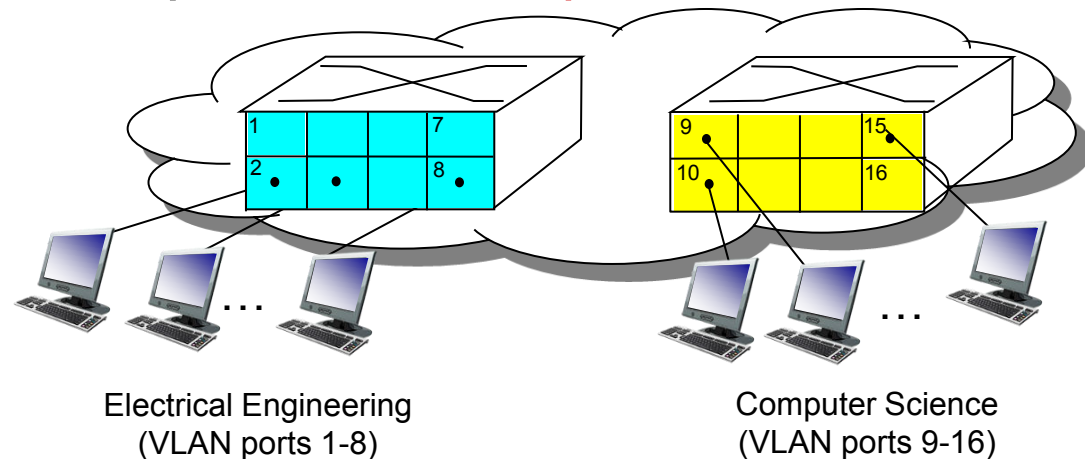 1 7
2 8
9 15
10 16
...
...
Electrical Engineering
(VLAN ports 1-8)
Computer Science
(VLAN ports 9-16)